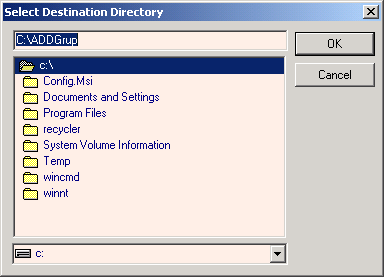 Select Destination Directory
C:\ADDGrup
OK
c:\
Cancel
Config.Msi
Documents and Settings
Program Files
recycler
System Volume Information
Temp
wincmd
winnt
c: